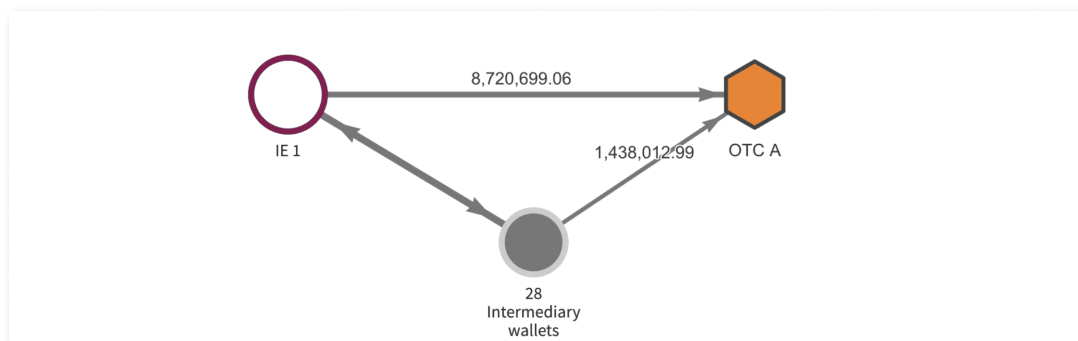 8,720,699.06
IE 1
1,438,012.99
OTC A
28
Intermediary
wallets